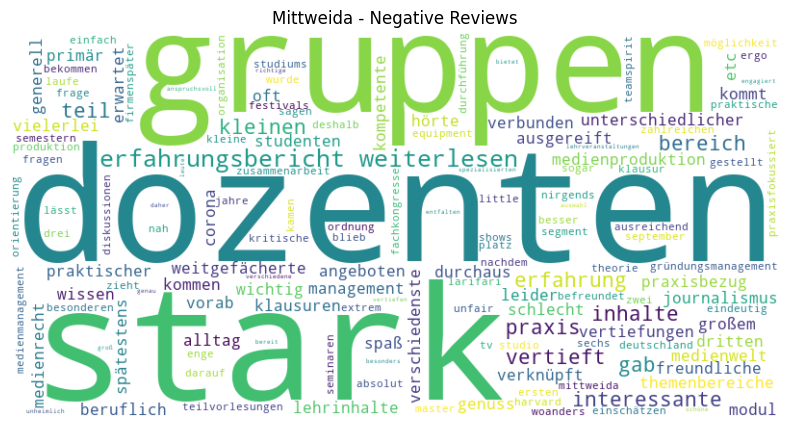 Mittweida - Negative Reviews
einfach
primär
bekommen
laufe
frage
generell
firmenspäter
teil
erwartet
vielerlei
semestern
produktion
fragen
gruppen
studiums
richtige
anspruchsvoll
wurde
oft
festivals
sagen
organisation
kleinen
deshalb
kleine
studenten
kompetente
durchführung
bietet
teamspirit
möglichkeit
etc
ergo
engagiert
kommt
praktische
hörte
equipment
verbunden
unterschiedlicher
zahlreichen
ausgereift
bereich
lehrveranstaltungen
erfahrungsbericht weiterlesen
medienproduktion
gestellt
spezialisierten
sogar
klausur
praxisfokussiert
dozenten
orientierung
lässt
drei
diskussionen
nah
zusammenarbeit
corona
jahre
kamen
daher
kritische
ordnung
blieb
fachkongresse
entfalten
little
shows
platz
nirgends
besser
segment
auswahl
ausreichend
september
praktischer
weitgefächerte
verschiedene
angeboten
durchaus
nachdem
theorie
gründungsmanagement
medienmanagement
zieht
wissen
kommen
genau
wichtig
management
vertiefen
larifari
erfahrung
praxisbezug
besonderen
vorab
klausuren
extrem
leider
befreundet
zwei
journalismus
medienrecht
spätestens
stark
groß
alltag
bereit
spaß
seminaren
verschiedenste
unfair
schlecht
inhalte
eindeutig
großem
tv
studio
praxis
sechs
deutschland
vertiefungen
dritten
enge
darauf
absolut
besonders
vertieft
gab
medienwelt
freundliche
verknüpft
themenbereiche
ersten
mittweida
interessante
unheimlich
beruflich
teilvorlesungen
lehrinhalte
master
genuss
harvard
woanders
einschätzen
schöne
modul